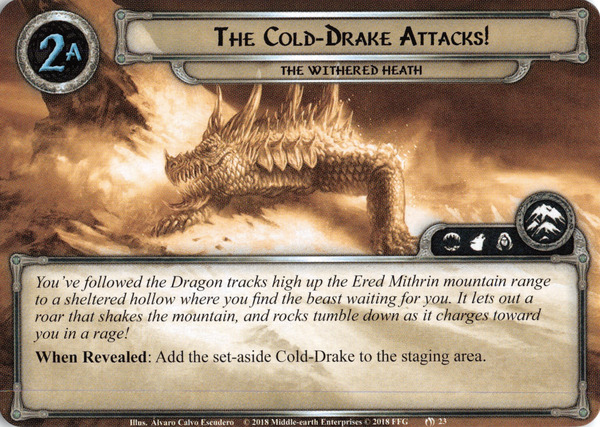 2A
THE COLD-DRAKE ATTACKS!
THE WITHERED HEATH
You've followed the Dragon tracks high up the Ered Mithrin mountain range
to a sheltered hollow where you find the beast waiting for you. It lets out a
roar that shakes the mountain, and rocks tumble down as it charges toward
you in a rage!
When Revealed: Add the set-aside Cold-Drake to the staging area.
Illus. Álvaro Calvo Escudero © 2018 Middle-earth Enterprises © 2018 FFG 23